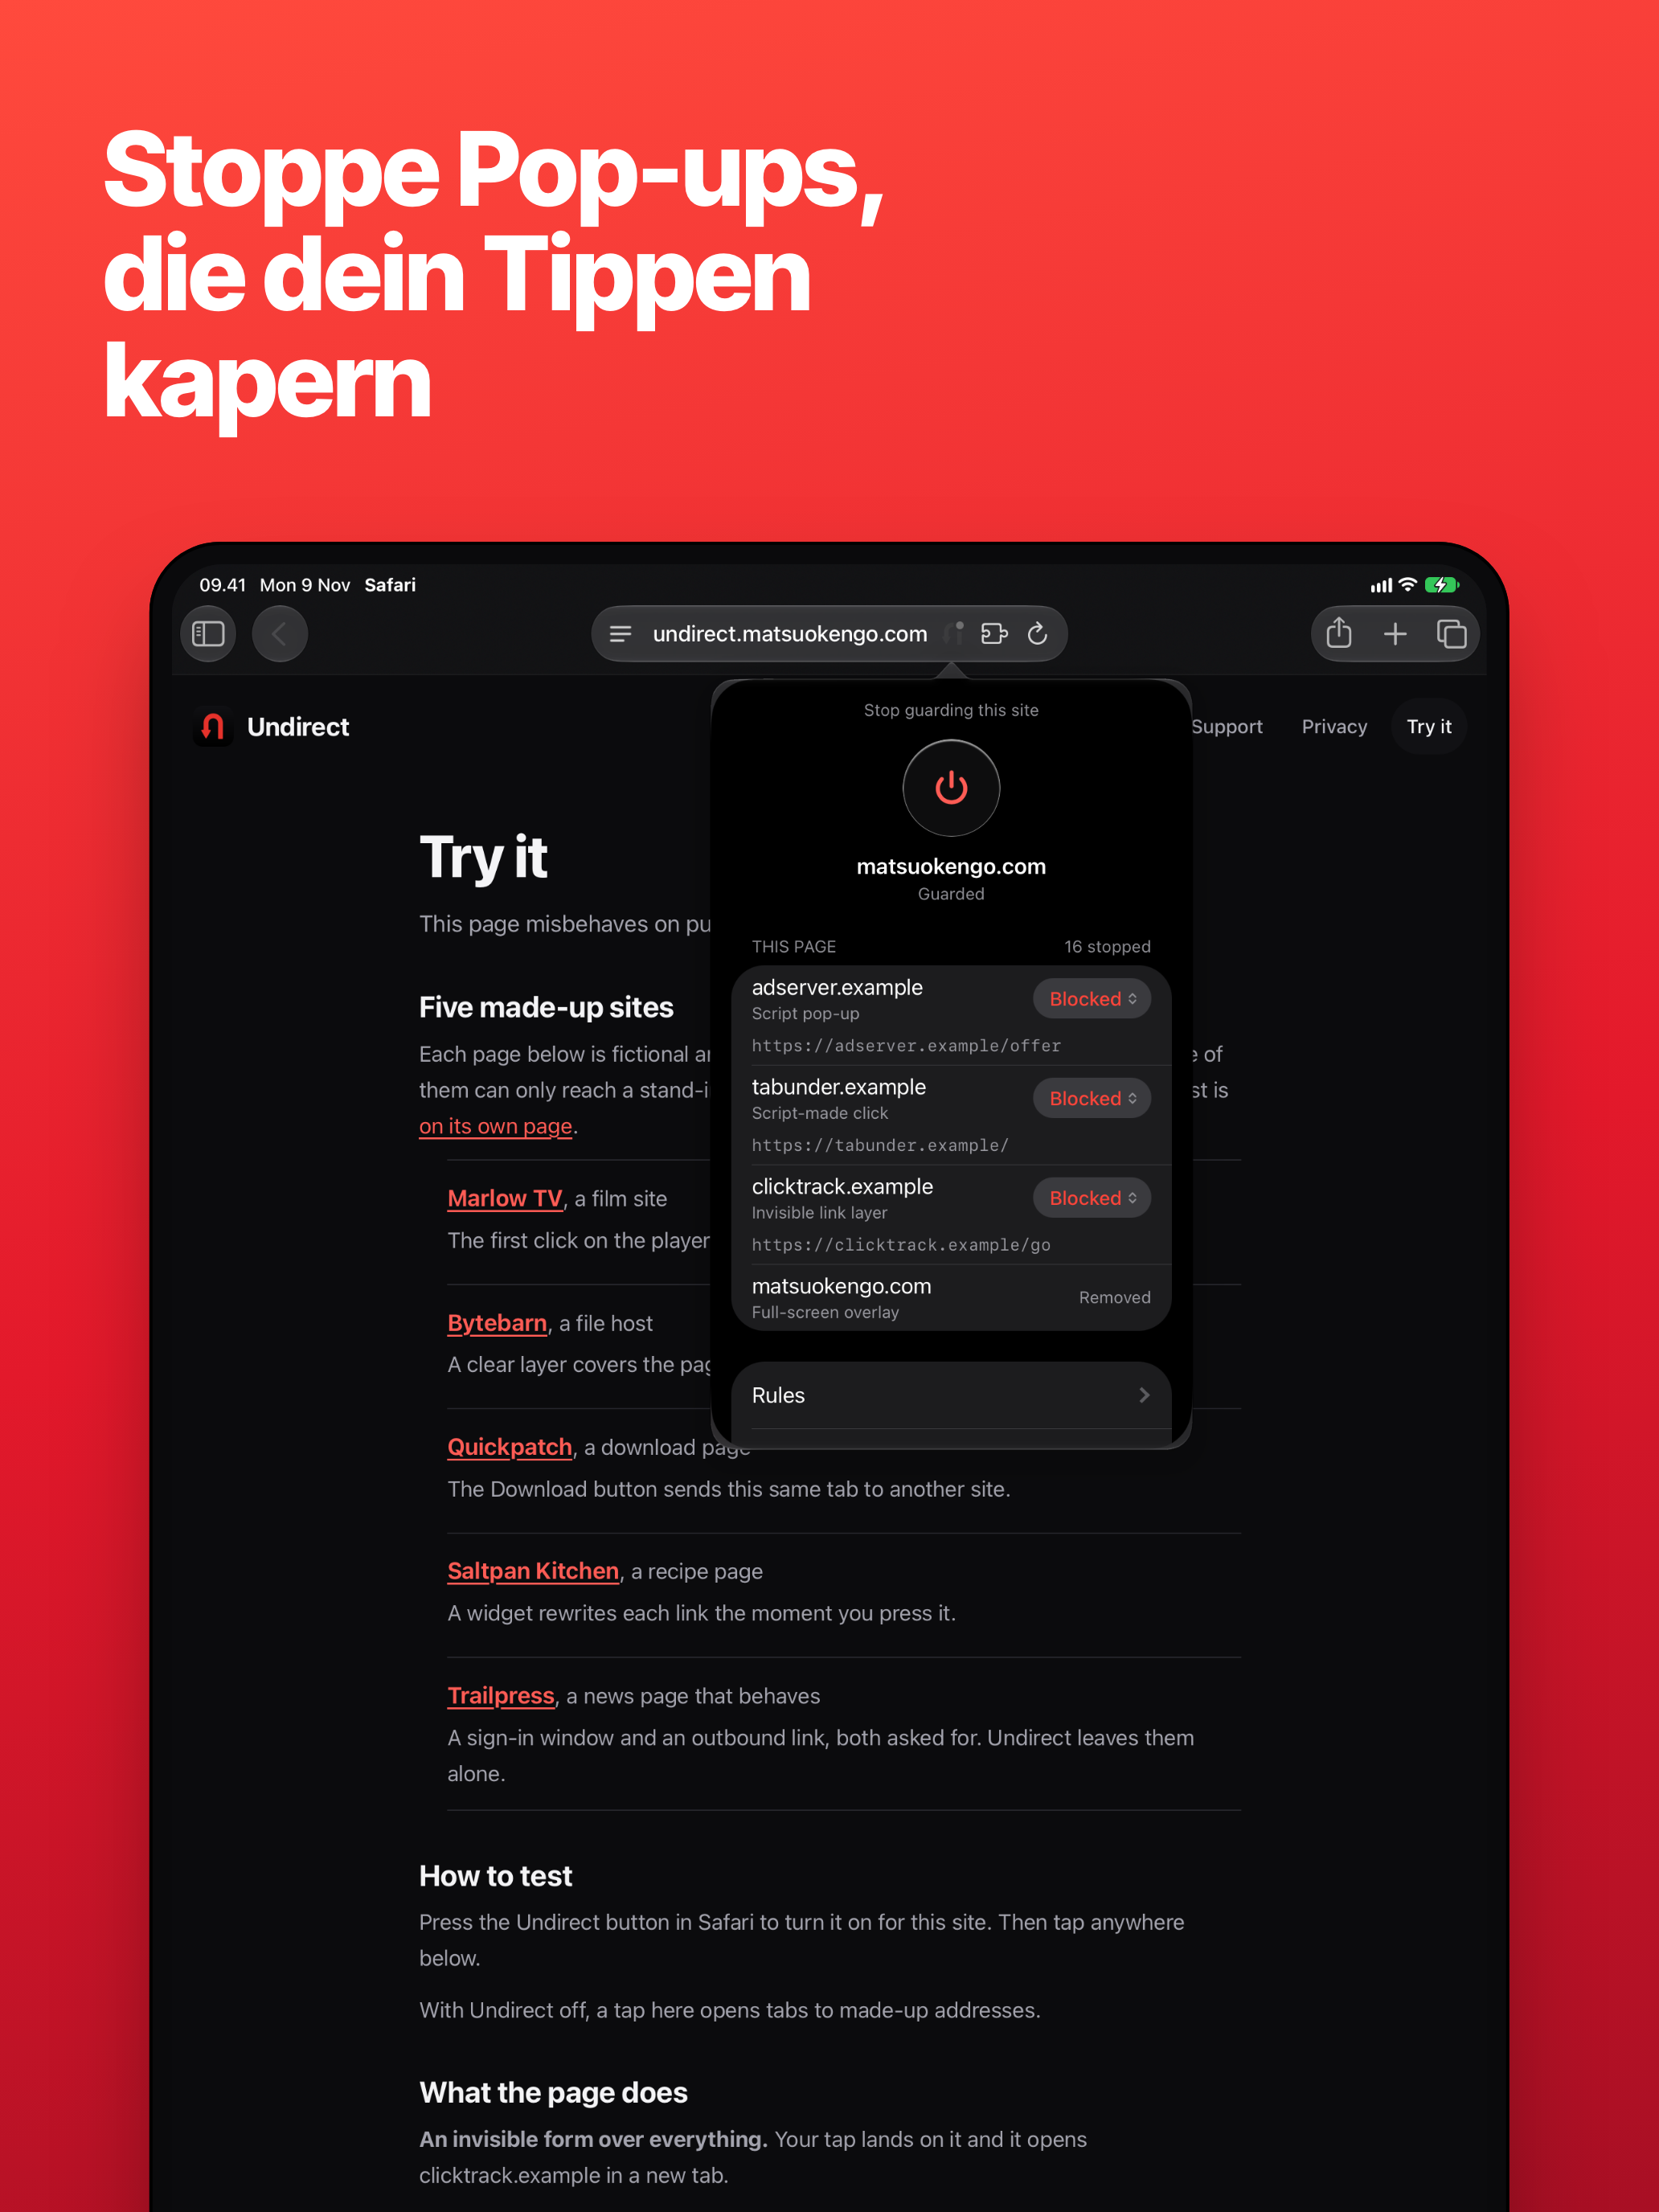 Stoppe Pop-ups,
die dein Tippen
kapern
09.41 Mon 9 Nov Safari
undirect.matsuokengo.com
Undirect
Support Privacy Try it
Stop guarding this site
matsuokengo.com
Guarded
THIS PAGE 16 stopped
adserver.example
Script pop-up
Blocked
https://adserver.example/offer
tabunder.example
Script-made click
Blocked
https://tabunder.example/
clicktrack.example
Invisible link layer
Blocked
https://clicktrack.example/go
matsuokengo.com
Full-screen overlay
Removed
Rules
Try it
This page misbehaves on
Five made-up sites
Each page below is fictional of
them can only reach a is
on its own page.
Marlow TV, a film site
The first click on the player
Bytebarn, a file host
A clear layer covers the
Quickpatch, a download page
The Download button sends this same tab to another site.
Saltpan Kitchen, a recipe page
A widget rewrites each link the moment you press it.
Trailpress, a news page that behaves
A sign-in window and an outbound link, both asked for. Undirect leaves them
alone.
How to test
Press the Undirect button in Safari to turn it on for this site. Then tap anywhere
below.
With Undirect off, a tap here opens tabs to made-up addresses.
What the page does
An invisible form over everything. Your tap lands on it and it opens
clicktrack.example in a new tab.